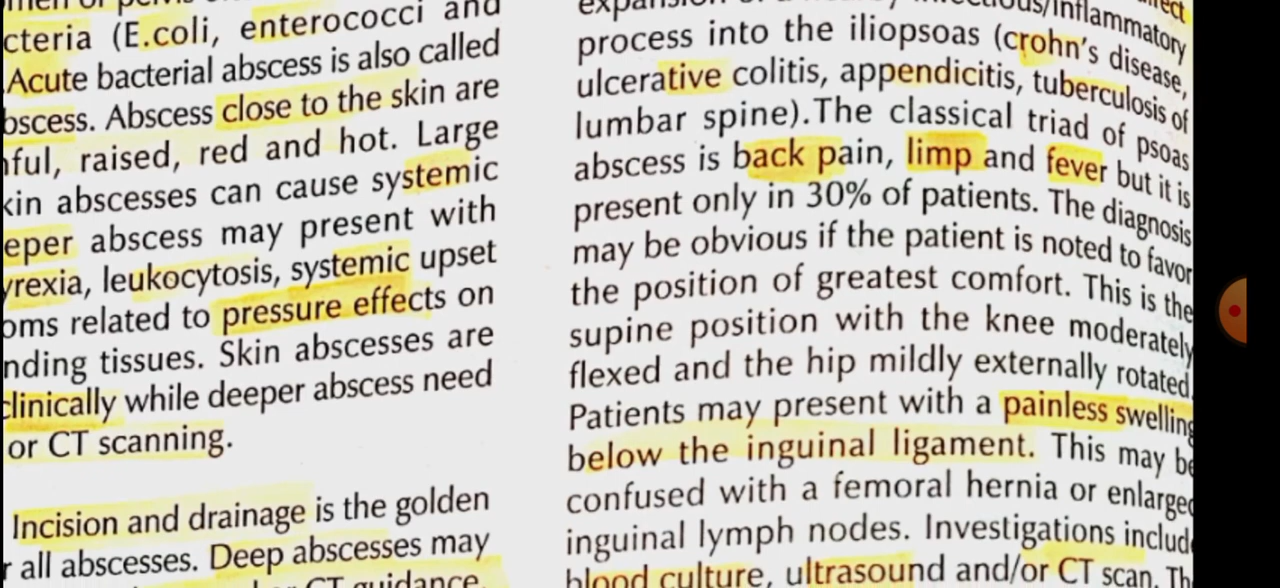 cteria (E.coli, enterococci and
Acute bacterial abscess is also called
Abscess close to the skin are
raised, red and hot. Large
abscesses can cause systemic
abscess may present with
leukocytosis, systemic upset
related to pressure effects on
tissues. Skin abscesses are
clinically while deeper abscess need
or CT scanning.
Incision and drainage is the golden
all abscesses. Deep abscesses may
CT guidance.
process into the iliopsoas (crohn's disease,
ulcerative colitis, appendicitis, tuberculosis of
lumbar spine).The classical triad of psoas
abscess is back pain, limp and fever but it is
present only in 30% of patients. The diagnosis
may be obvious if the patient is noted to favor
the position of greatest comfort. This is the
supine position with the knee moderately
flexed and the hip mildly externally rotated.
Patients may present with a painless swelling
below the inguinal ligament. This may be
confused with a femoral hernia or enlarged
inguinal lymph nodes. Investigations includ
blood culture, ultrasound and/or CT scan. Th